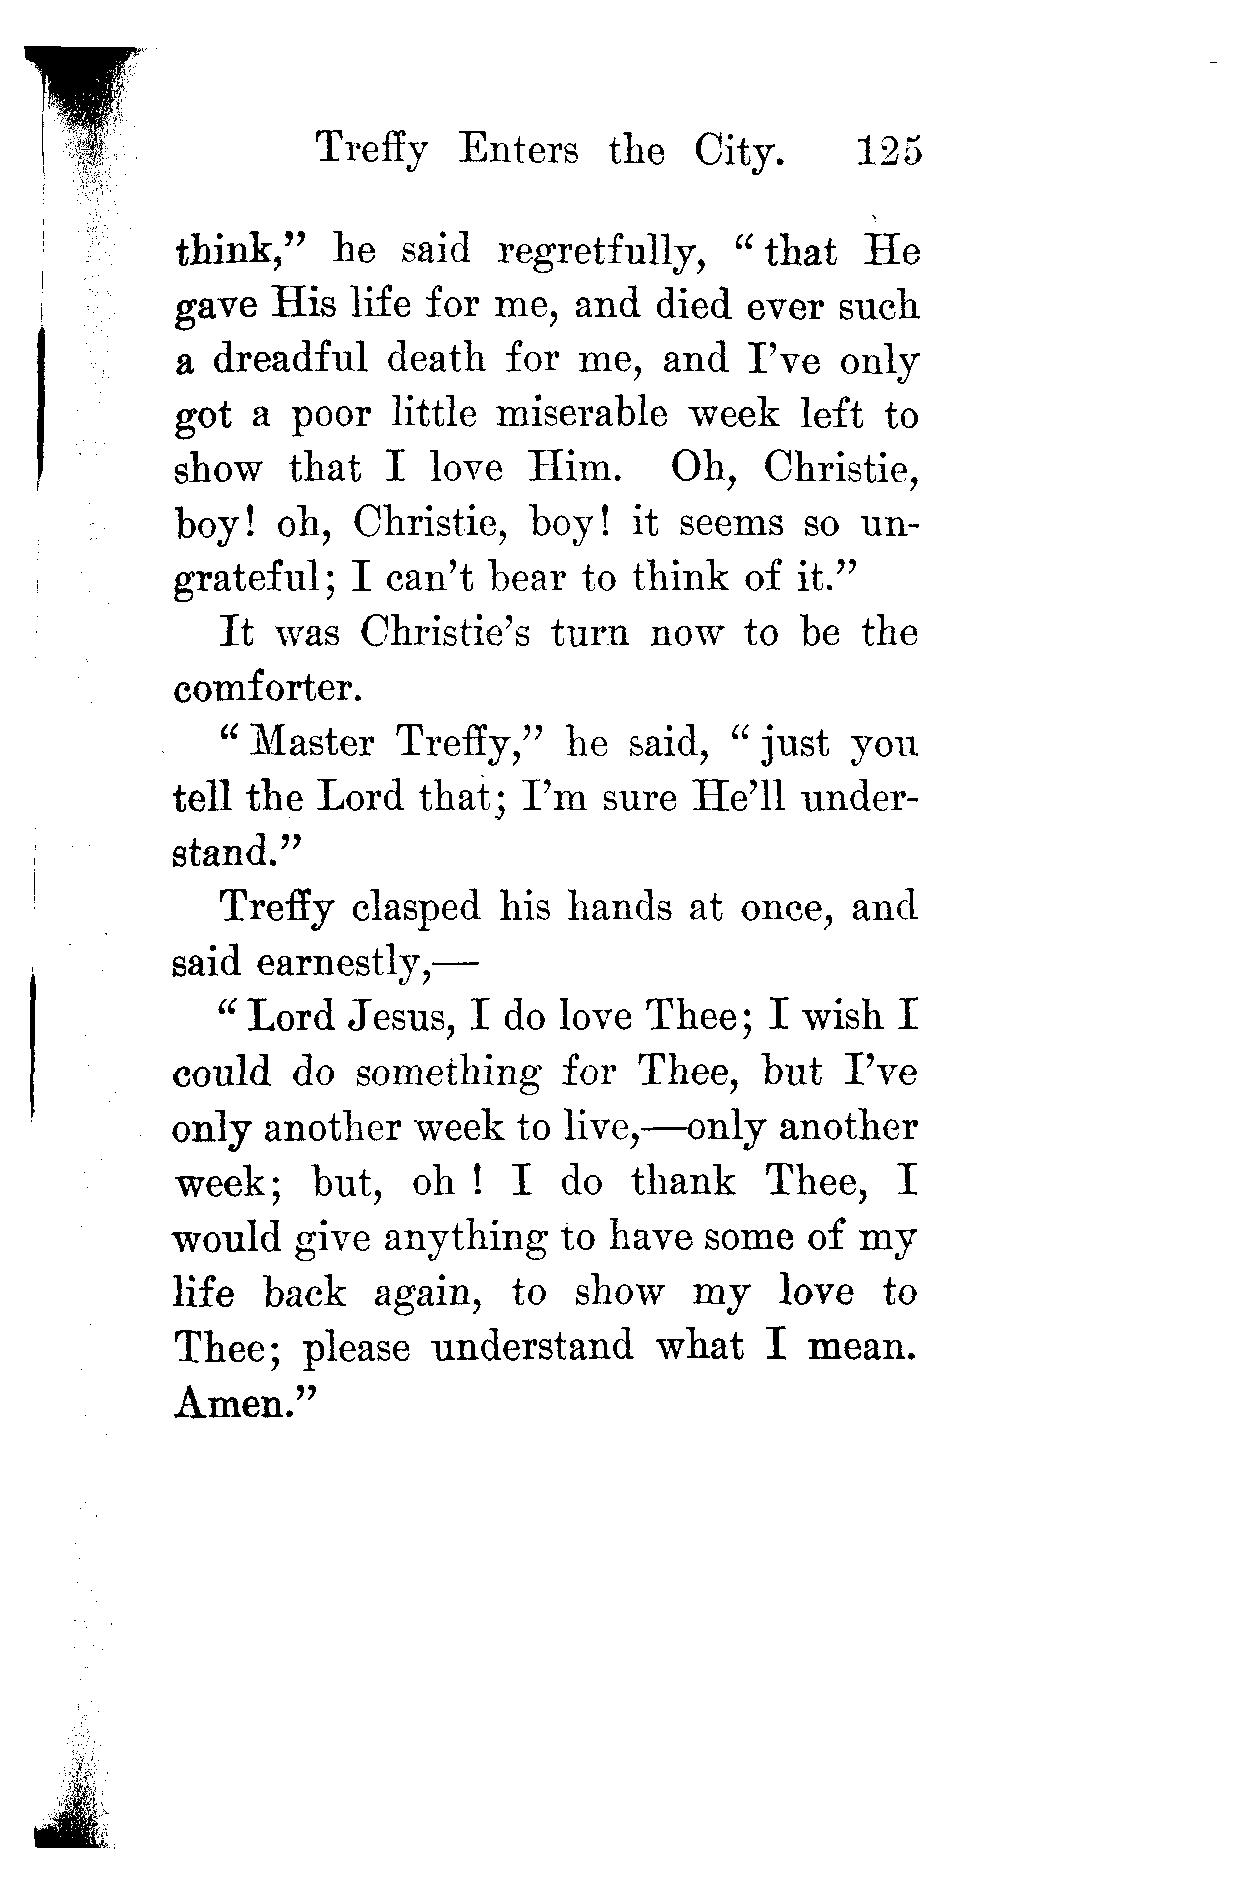 Treffy Enters the City. 125
think," he said regretfully, "that He
gave His life for me, and died ever such
a dreadful death for me, and I've only
got a poor little miserable week left to
show that I love Him. Oh, Christie,
boy! oh, Christie, boy! it seems so un-
grateful; I can't bear to think of it."
It was Christie's turn now to be the
comforter.
"Master Treffy," he said, "just you
tell the Lord that; I'm sure He'll under-
stand."
Treffy clasped his hands at once, and
said earnestly,—
"Lord Jesus, I do love Thee; I wish I
could do something for Thee, but I've
only another week to live,—only another
week; but, oh ! I do thank Thee, I
would give anything to have some of my
life back again, to show my love to
Thee; please understand what I mean.
Amen."